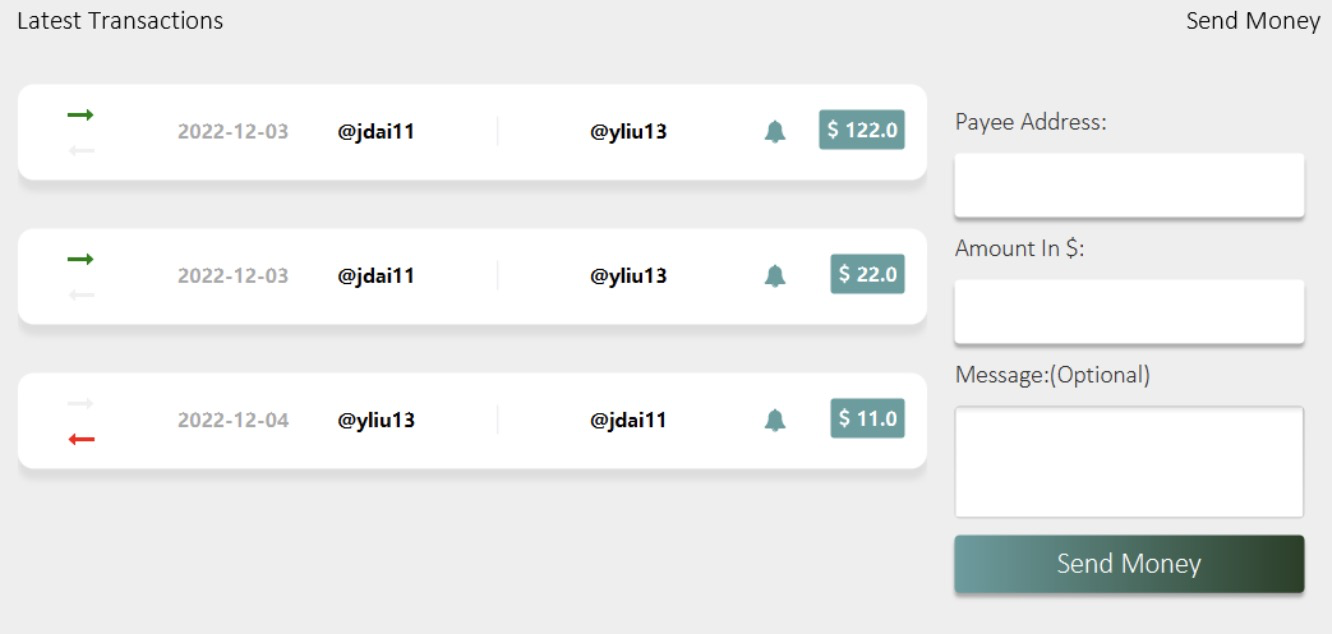 Latest Transactions
Send Money
2022-12-03 @jdai11 @yliu13 $ 122.0
2022-12-03 @jdai11 @yliu13 $ 22.0
2022-12-04 @yliu13 @jdai11 $ 11.0
Payee Address:
Amount In $:
Message:(Optional)
Send Money